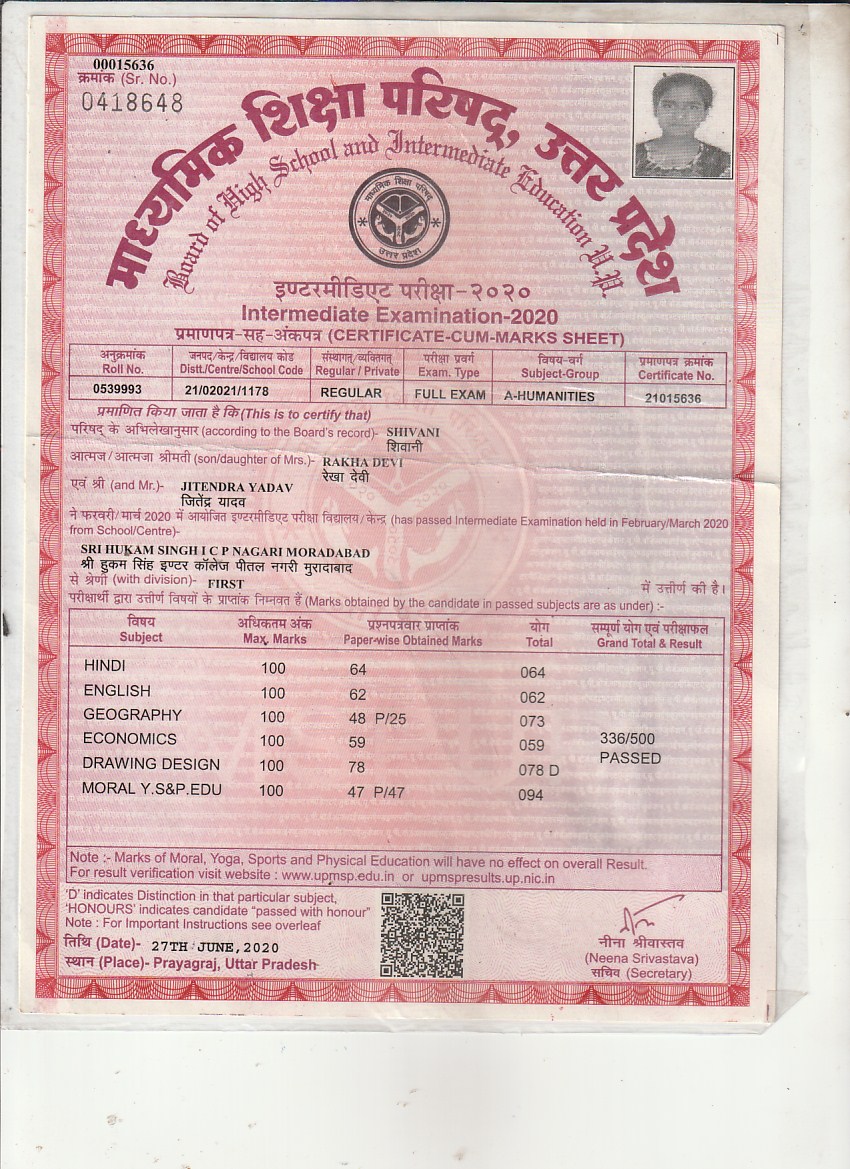 00015636
क्रमांक (Sr. No.)
0418648
माध्यमिक शिक्षा परिषद्, उत्तर प्रदेश
Board of High School and Intermediate Education U.P.
माध्यमिक शिक्षा परिषद
उत्तर प्रदेश
इण्टरमीडिएट परीक्षा-२०२०
Intermediate Examination-2020
प्रमाणपत्र-सह-अंकपत्र (CERTIFICATE-CUM-MARKS SHEET)
अनुक्रमांक जनपद/केन्द्र/विद्यालय कोड संस्थागत/व्यक्तिगत परीक्षा प्रवर्ग विषय-वर्ग प्रमाणपत्र क्रमांक
Roll No. Distt./Centre/School Code Regular / Private Exam. Type Subject-Group Certificate No.
0539993 21/02021/1178 REGULAR FULL EXAM A-HUMANITIES 21015636
प्रमाणित किया जाता है कि (This is to certify that)
परिषद् के अभिलेखानुसार (according to the Board's record)- SHIVANI
शिवानी
आत्मज/आत्मजा श्रीमती (son/daughter of Mrs.)- RAKHA DEVI
रेखा देवी
एवं श्री (and Mr.)- JITENDRA YADAV
जितेंद्र यादव
ने फरवरी/मार्च 2020 में आयोजित इण्टरमीडिएट परीक्षा विद्यालय/केन्द्र (has passed Intermediate Examination held in February/March 2020
from School/Centre)-
SRI HUKAM SINGH I C P NAGARI MORADABAD
श्री हुकम सिंह इण्टर कॉलेज पीतल नगरी मुरादाबाद
से श्रेणी (with division)- FIRST में उत्तीर्ण की है।
परीक्षार्थी द्वारा उत्तीर्ण विषयों के प्राप्तांक निम्नवत हैं (Marks obtained by the candidate in passed subjects are as under) :-
विषय अधिकतम अंक प्रश्नपत्रवार प्राप्तांक योग सम्पूर्ण योग एवं परीक्षाफल
Subject Max. Marks Paper-wise Obtained Marks Total Grand Total & Result
HINDI 100 64 064
ENGLISH 100 62 062
GEOGRAPHY 100 48 P/25 073
ECONOMICS 100 59 059 336/500
DRAWING DESIGN 100 78 078 D PASSED
MORAL Y.S&P.EDU 100 47 P/47 094
Note :- Marks of Moral, Yoga, Sports and Physical Education will have no effect on overall Result.
For result verification visit website : www.upmsp.edu.in or upmspresults.up.nic.in
'D' indicates Distinction in that particular subject,
'HONOURS' indicates candidate "passed with honour"
Note : For Important Instructions see overleaf
तिथि (Date)- 27TH JUNE, 2020
स्थान (Place)- Prayagraj, Uttar Pradesh
नीना श्रीवास्तव
(Neena Srivastava)
सचिव (Secretary)